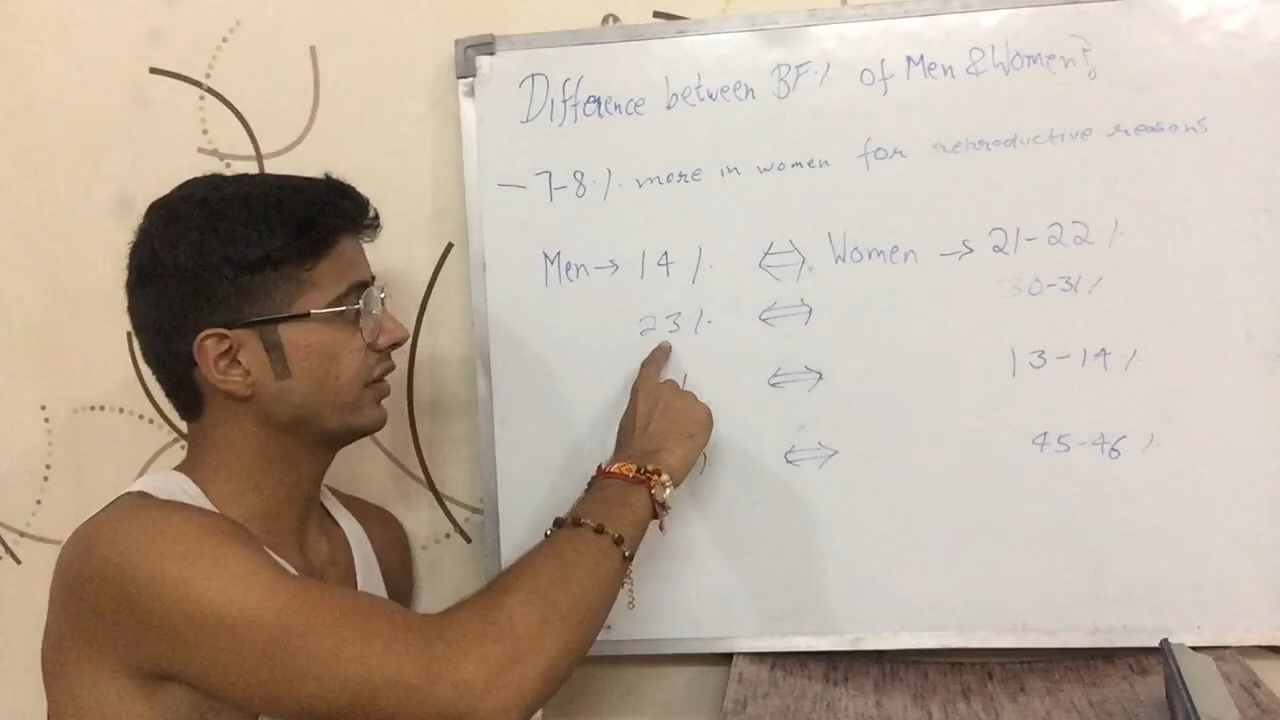 Difference between BF% of Men & Women?
- 7-8% more in women for reproductive reasons
Men → 14% ⇔ Women → 21-22%
23% ⇔ 30-31%
⇔ 13-14%
⇔ 45-46%